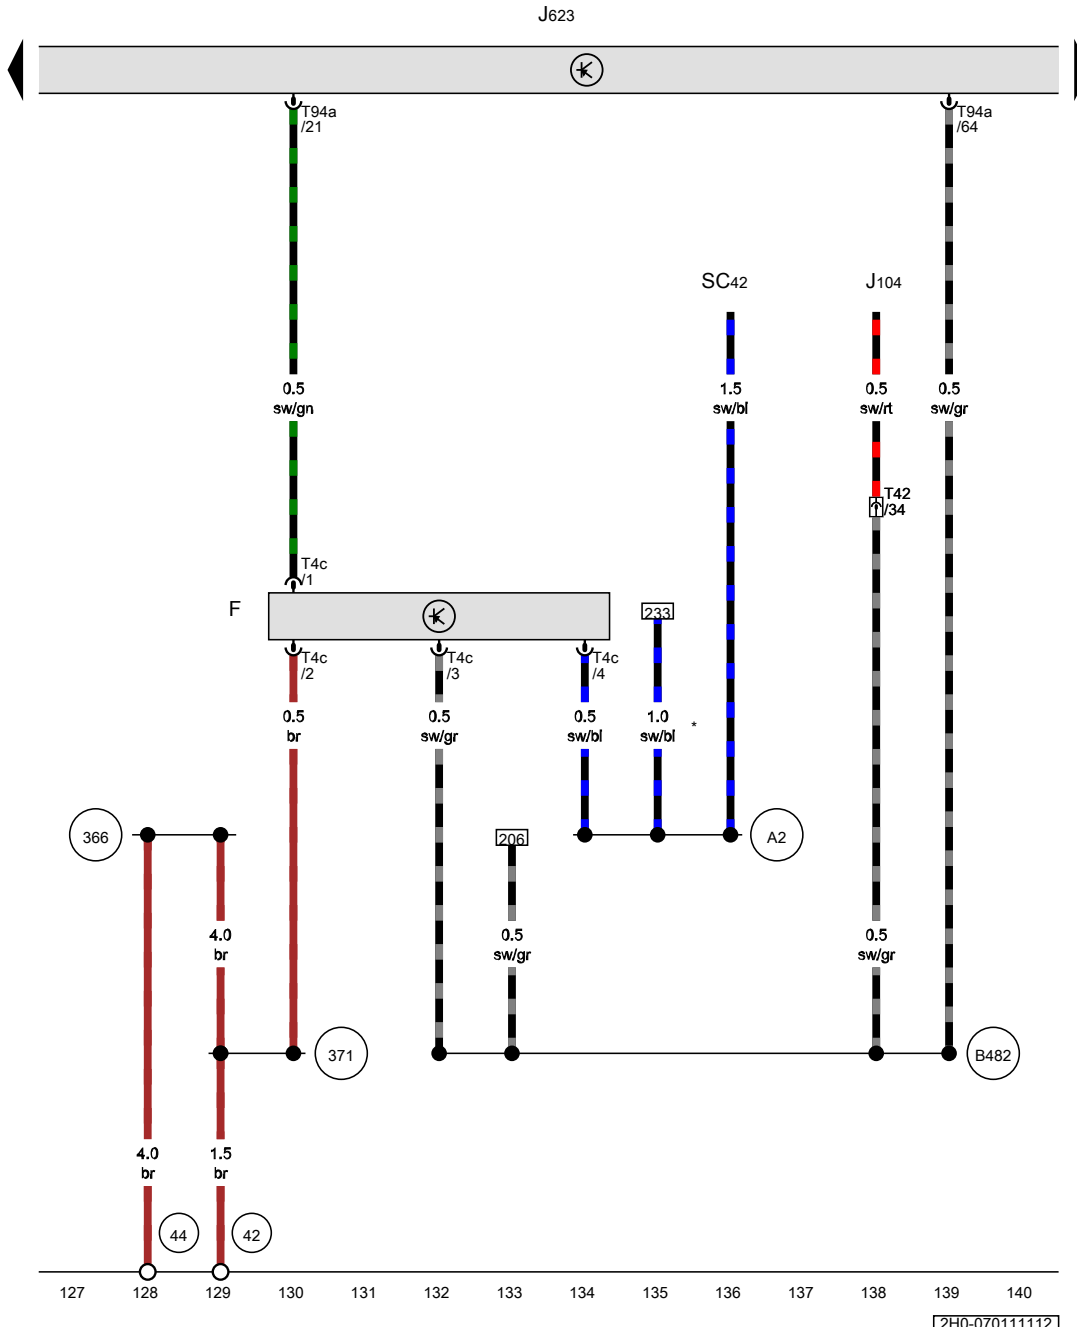 J623
T94a
/21
T94a
/64
SC42
J104
0.5
sw/gn
1.5
sw/bl
0.5
sw/rt
0.5
sw/gr
T42
/34
T4c
/1
F
233
T4c
/2
T4c
/3
T4c
/4
0.5
br
0.5
sw/gr
0.5
sw/bl
1.0
sw/bl
*
366
206
A2
4.0
br
0.5
sw/gr
0.5
sw/gr
371
B482
4.0
br
1.5
br
44
42
127 128 129 130 131 132 133 134 135 136 137 138 139 140
2H0-070111112